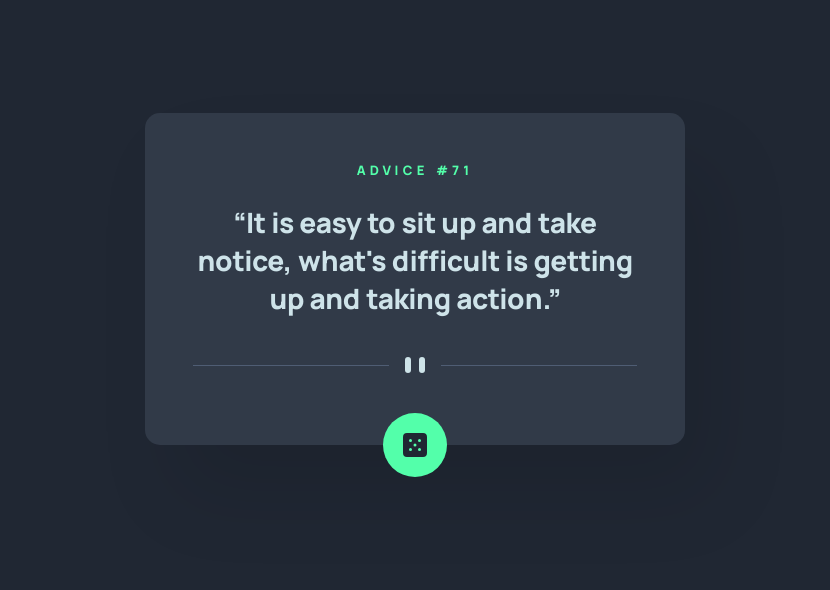 ADVICE #71
“It is easy to sit up and take
notice, what's difficult is getting
up and taking action.”